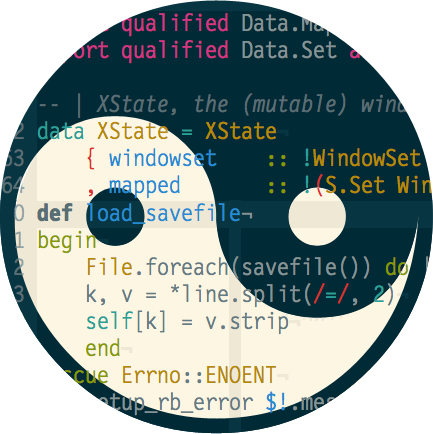 qualified Data.Map
ort qualified Data.Set a
-- | XState, the (mutable) wind
2 data XState = XState
53 { windowset :: !WindowSet
64 , mapped :: !(S.Set Win
0 def load_savefile¬
1 begin
2 File.foreach(savefile()) do
3 k, v = *line.split(/=/, 2)
self[k] = v.strip¬
end¬
scue Errno::ENOENT¬
etup_rb_error $!.mes